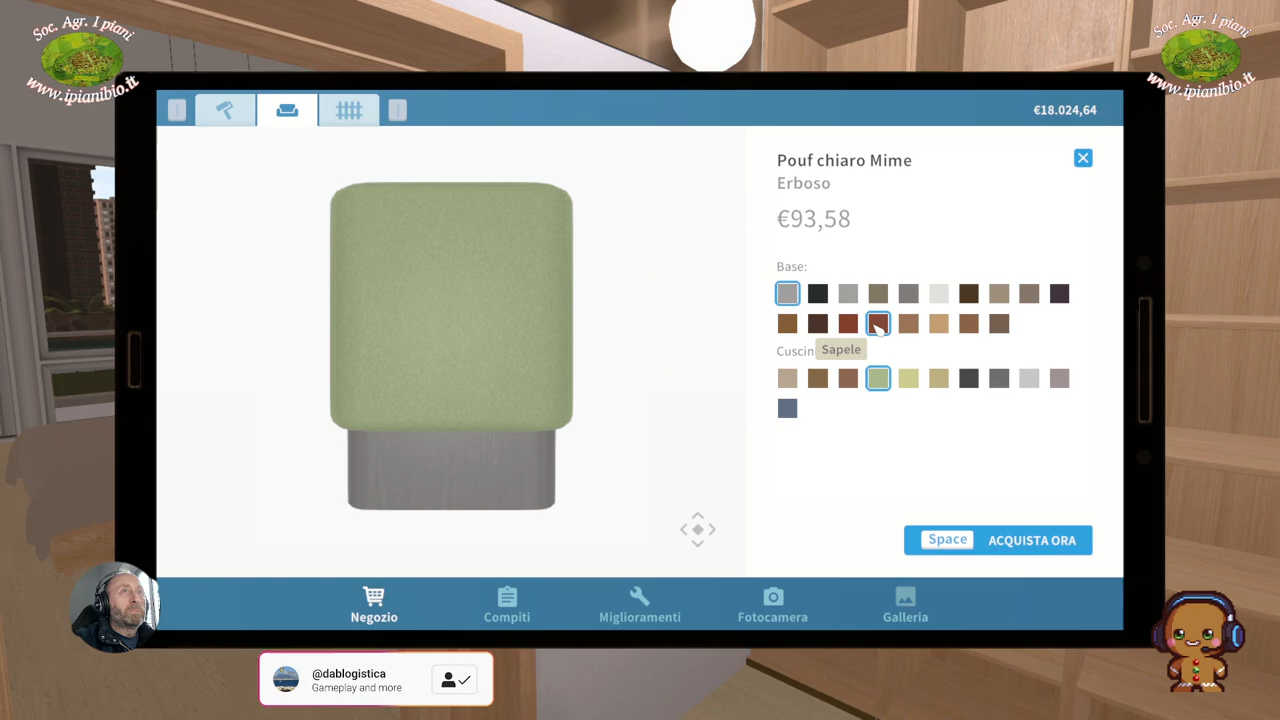 Soc. Agr. I piani
www.ipianibio.it
Soc. Agr. I piani
www.ipianibio.it
€18.024,64
Pouf chiaro Mime
Erboso
€93,58
Base:
Sapele
Cuscin
Space ACQUISTA ORA
Negozio
Compiti
Miglioramenti
Fotocamera
Galleria
@dablogistica
Gameplay and more